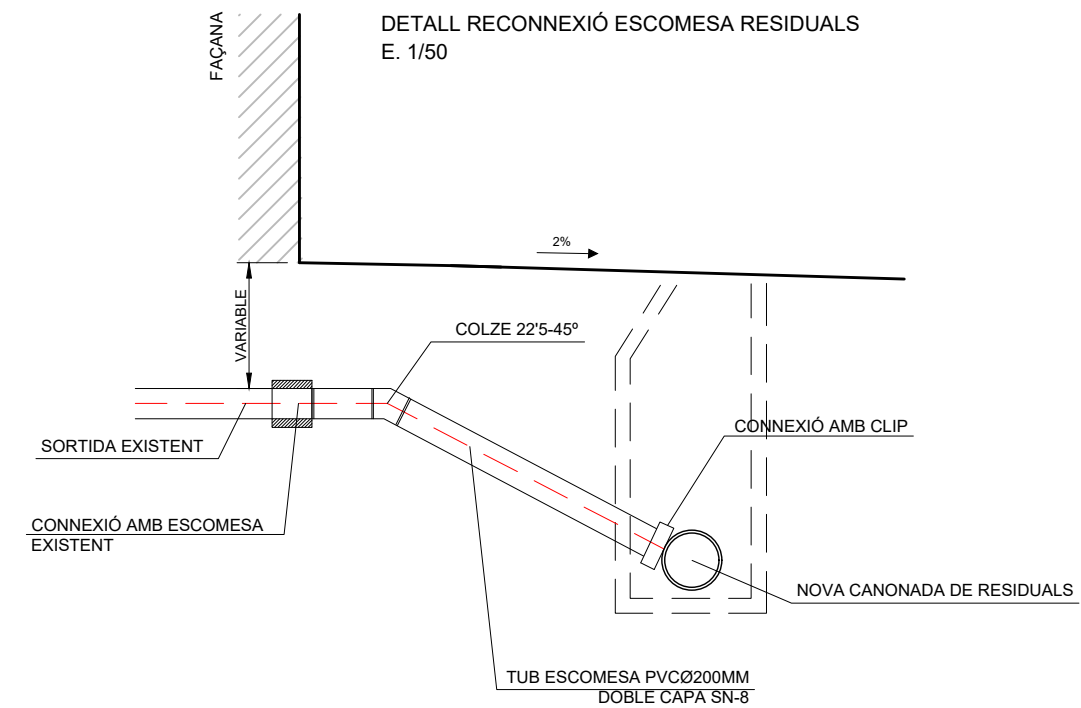 DETALL RECONNEXIÓ ESCOMESA RESIDUALS
E. 1/50
FAÇANA
2%
VARIABLE
COLZE 22'5-45º
CONNEXIÓ AMB CLIP
SORTIDA EXISTENT
CONNEXIÓ AMB ESCOMESA
EXISTENT
NOVA CANONADA DE RESIDUALS
TUB ESCOMESA PVCØ200MM
DOBLE CAPA SN-8